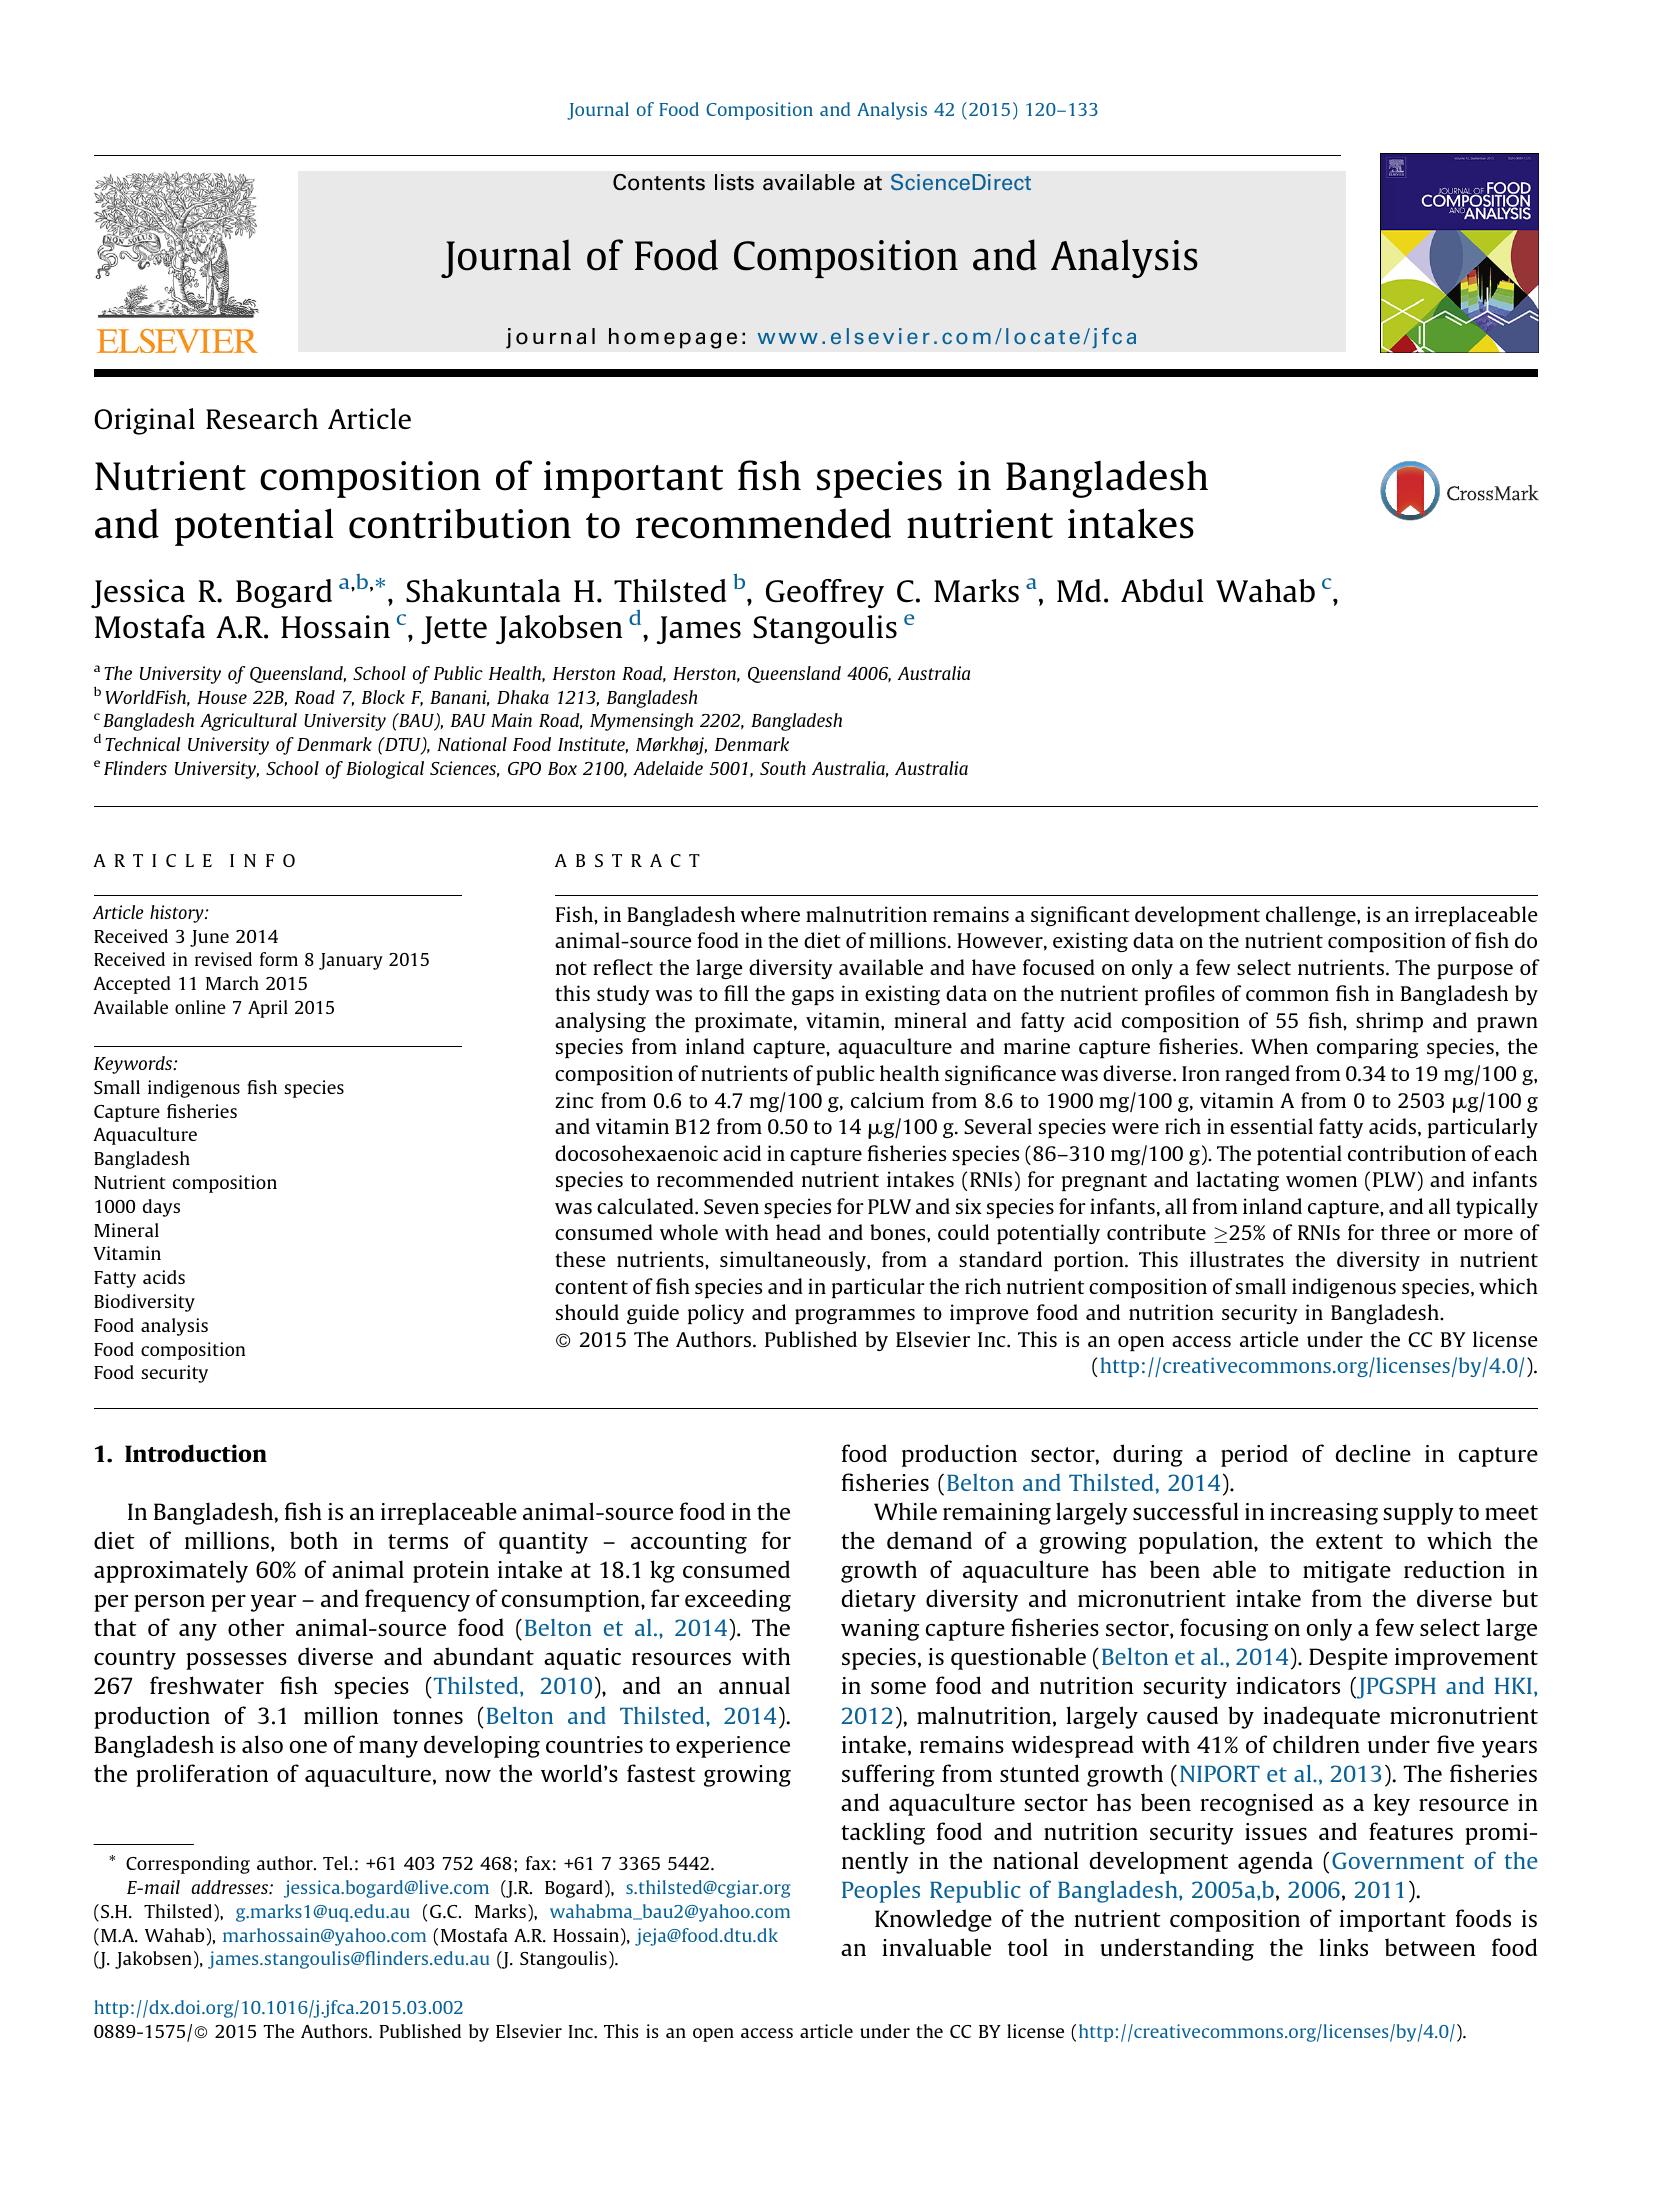 Journal of Food Composition and Analysis 42 (2015) 120–133
Contents lists available at ScienceDirect
Journal of Food Composition and Analysis
journal homepage: www.elsevier.com/locate/jfca
NON SOLUS
ELSEVIER
JOURNAL OF FOOD
COMPOSITION
AND ANALYSIS
Original Research Article
Nutrient composition of important fish species in Bangladesh
and potential contribution to recommended nutrient intakes
CrossMark
Jessica R. Bogard a,b,*, Shakuntala H. Thilsted b, Geoffrey C. Marks a, Md. Abdul Wahab c,
Mostafa A.R. Hossain c, Jette Jakobsen d, James Stangoulis e
a The University of Queensland, School of Public Health, Herston Road, Herston, Queensland 4006, Australia
b WorldFish, House 22B, Road 7, Block F, Banani, Dhaka 1213, Bangladesh
c Bangladesh Agricultural University (BAU), BAU Main Road, Mymensingh 2202, Bangladesh
d Technical University of Denmark (DTU), National Food Institute, Mørkhøj, Denmark
e Flinders University, School of Biological Sciences, GPO Box 2100, Adelaide 5001, South Australia, Australia
ARTICLE INFO
Article history:
Received 3 June 2014
Received in revised form 8 January 2015
Accepted 11 March 2015
Available online 7 April 2015
Keywords:
Small indigenous fish species
Capture fisheries
Aquaculture
Bangladesh
Nutrient composition
1000 days
Mineral
Vitamin
Fatty acids
Biodiversity
Food analysis
Food composition
Food security
ABSTRACT
Fish, in Bangladesh where malnutrition remains a significant development challenge, is an irreplaceable
animal-source food in the diet of millions. However, existing data on the nutrient composition of fish do
not reflect the large diversity available and have focused on only a few select nutrients. The purpose of
this study was to fill the gaps in existing data on the nutrient profiles of common fish in Bangladesh by
analysing the proximate, vitamin, mineral and fatty acid composition of 55 fish, shrimp and prawn
species from inland capture, aquaculture and marine capture fisheries. When comparing species, the
composition of nutrients of public health significance was diverse. Iron ranged from 0.34 to 19 mg/100 g,
zinc from 0.6 to 4.7 mg/100 g, calcium from 8.6 to 1900 mg/100 g, vitamin A from 0 to 2503 μg/100 g
and vitamin B12 from 0.50 to 14 μg/100 g. Several species were rich in essential fatty acids, particularly
docosohexaenoic acid in capture fisheries species (86–310 mg/100 g). The potential contribution of each
species to recommended nutrient intakes (RNIs) for pregnant and lactating women (PLW) and infants
was calculated. Seven species for PLW and six species for infants, all from inland capture, and all typically
consumed whole with head and bones, could potentially contribute ≥25% of RNIs for three or more of
these nutrients, simultaneously, from a standard portion. This illustrates the diversity in nutrient
content of fish species and in particular the rich nutrient composition of small indigenous species, which
should guide policy and programmes to improve food and nutrition security in Bangladesh.
© 2015 The Authors. Published by Elsevier Inc. This is an open access article under the CC BY license
(http://creativecommons.org/licenses/by/4.0/).
1. Introduction
In Bangladesh, fish is an irreplaceable animal-source food in the
diet of millions, both in terms of quantity – accounting for
approximately 60% of animal protein intake at 18.1 kg consumed
per person per year – and frequency of consumption, far exceeding
that of any other animal-source food (Belton et al., 2014). The
country possesses diverse and abundant aquatic resources with
267 freshwater fish species (Thilsted, 2010), and an annual
production of 3.1 million tonnes (Belton and Thilsted, 2014).
Bangladesh is also one of many developing countries to experience
the proliferation of aquaculture, now the world's fastest growing
food production sector, during a period of decline in capture
fisheries (Belton and Thilsted, 2014).
While remaining largely successful in increasing supply to meet
the demand of a growing population, the extent to which the
growth of aquaculture has been able to mitigate reduction in
dietary diversity and micronutrient intake from the diverse but
waning capture fisheries sector, focusing on only a few select large
species, is questionable (Belton et al., 2014). Despite improvement
in some food and nutrition security indicators (JPGSPH and HKI,
2012), malnutrition, largely caused by inadequate micronutrient
intake, remains widespread with 41% of children under five years
suffering from stunted growth (NIPORT et al., 2013). The fisheries
and aquaculture sector has been recognised as a key resource in
tackling food and nutrition security issues and features promi-
nently in the national development agenda (Government of the
Peoples Republic of Bangladesh, 2005a,b, 2006, 2011).
Knowledge of the nutrient composition of important foods is
an invaluable tool in understanding the links between food
* Corresponding author. Tel.: +61 403 752 468; fax: +61 7 3365 5442.
E-mail addresses: jessica.bogard@live.com (J.R. Bogard), s.thilsted@cgiar.org
(S.H. Thilsted), g.marks1@uq.edu.au (G.C. Marks), wahabma_bau2@yahoo.com
(M.A. Wahab), marhossain@yahoo.com (Mostafa A.R. Hossain), jeja@food.dtu.dk
(J. Jakobsen), james.stangoulis@flinders.edu.au (J. Stangoulis).
http://dx.doi.org/10.1016/j.jfca.2015.03.002
0889-1575/© 2015 The Authors. Published by Elsevier Inc. This is an open access article under the CC BY license (http://creativecommons.org/licenses/by/4.0/).